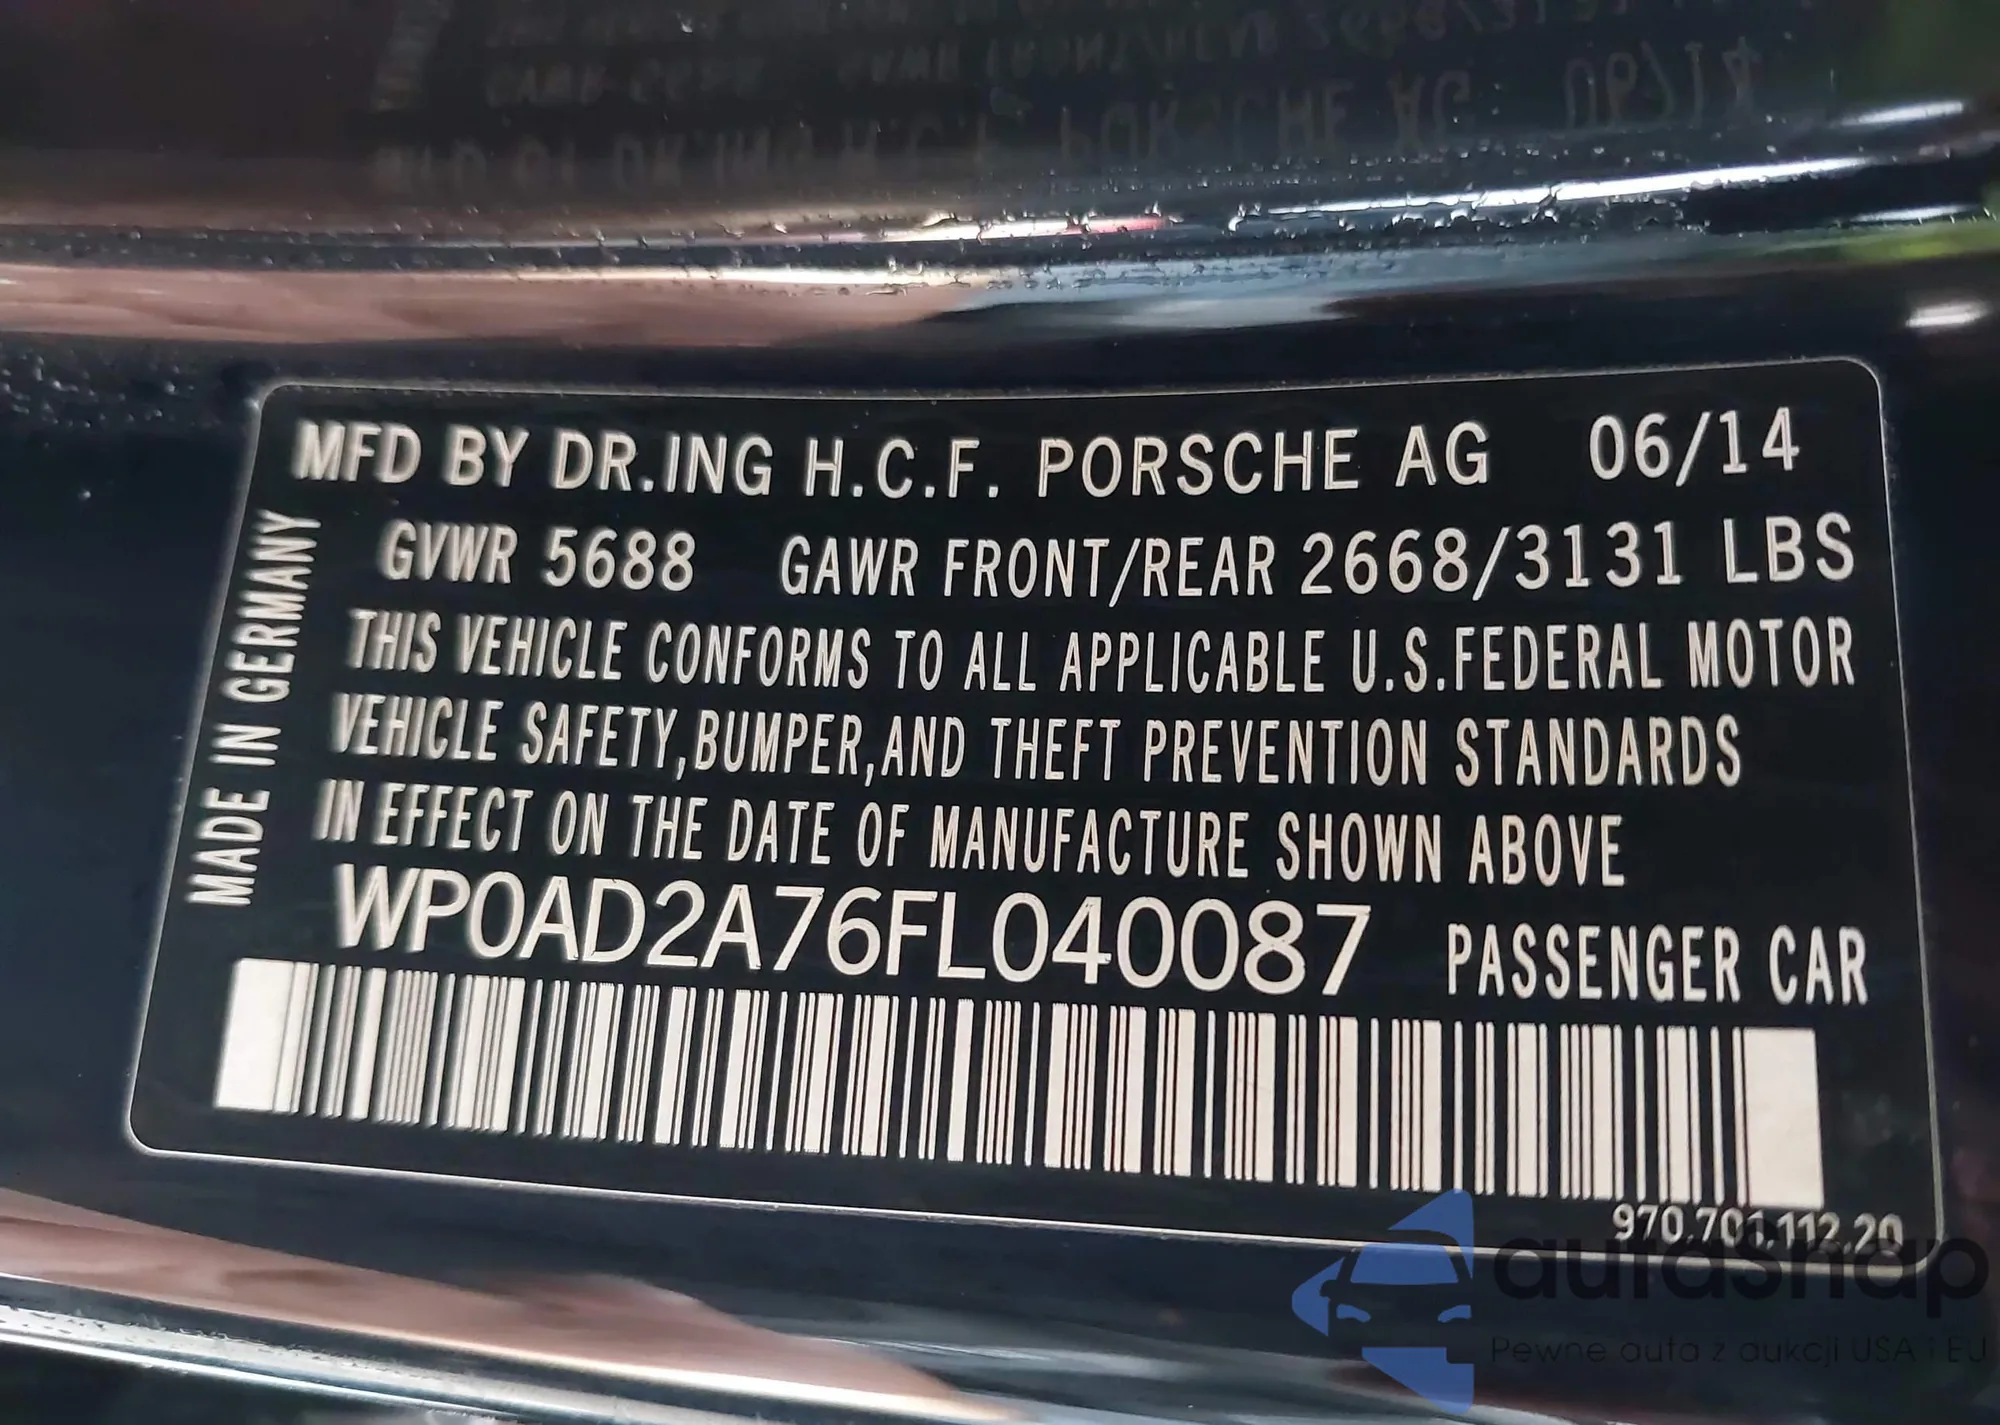 MFD BY DR.ING H.C.F. PORSCHE AG 06/14
GVWR 5688 GAWR FRONT/REAR 2668/3131 LBS
THIS VEHICLE CONFORMS TO ALL APPLICABLE U.S.FEDERAL MOTOR
VEHICLE SAFETY,BUMPER,AND THEFT PREVENTION STANDARDS
IN EFFECT ON THE DATE OF MANUFACTURE SHOWN ABOVE
WP0AD2A76FL040087 PASSENGER CAR
MADE IN GERMANY
970.701.112.20
autaSnap
Pewne auta z aukcji USA i EU